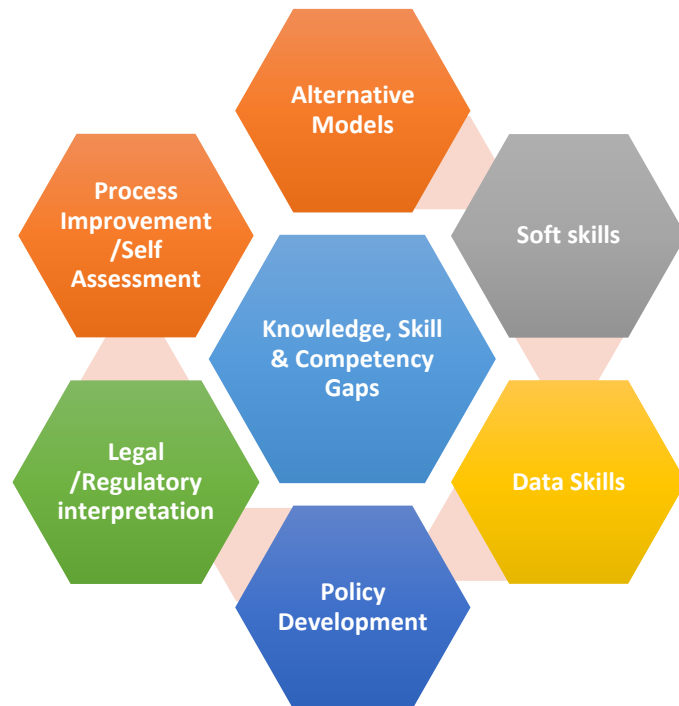 Alternative
Models
Process
Improvement
/Self
Assessment
Soft skills
Knowledge, Skill
& Competency
Gaps
Legal
/Regulatory
interpretation
Data Skills
Policy
Development